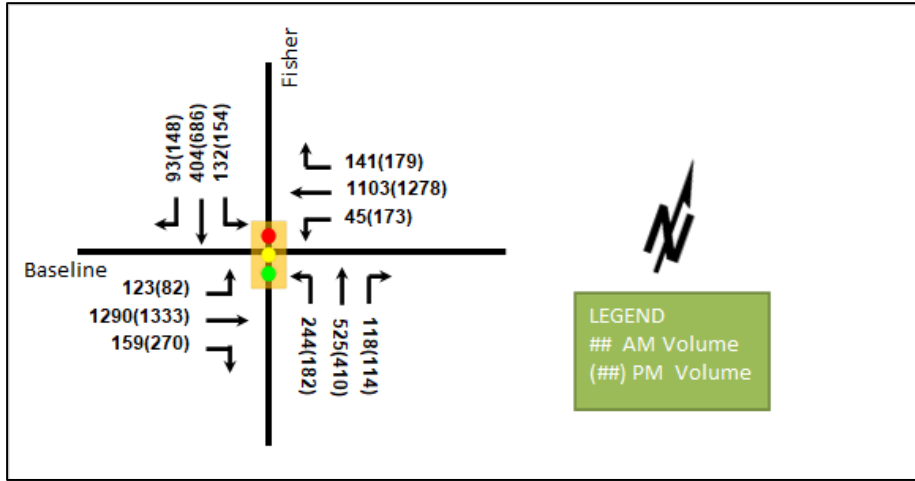 Fisher
93(148)
404(686)
132(154)
141(179)
1103(1278)
45(173)
Baseline
123(82)
1290(1333)
159(270)
244(182)
525(410)
118(114)
N
LEGEND
## AM Volume
(##) PM Volume